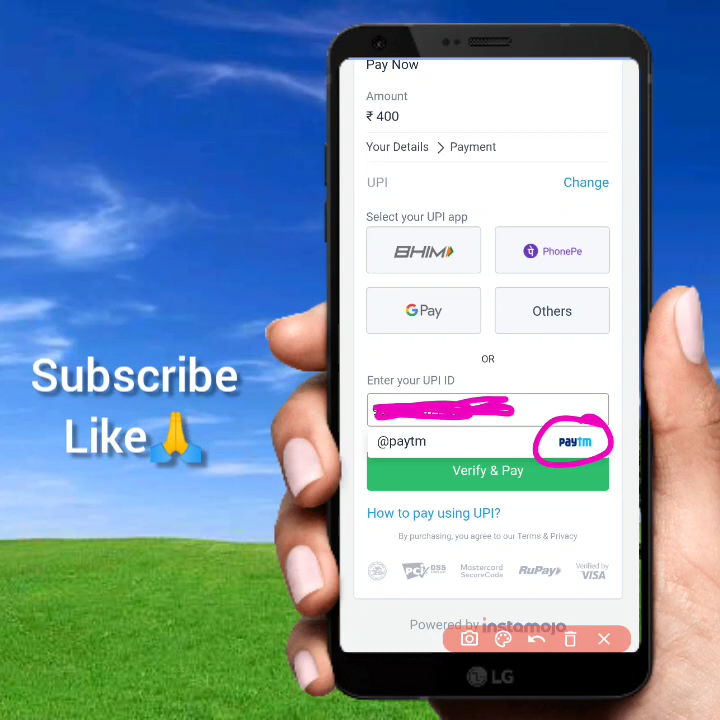 Pay Now
Amount
₹ 400
Your Details > Payment
UPI Change
Select your UPI app
BHIM PhonePe
G Pay Others
OR
Enter your UPI ID
@paytm paytm
Verify & Pay
How to pay using UPI?
By purchasing, you agree to our Terms & Privacy
PCI DSS
Mastercard SecureCode
RuPay
Verified by VISA
Powered by instamojo
LG
Subscribe
Like🙏